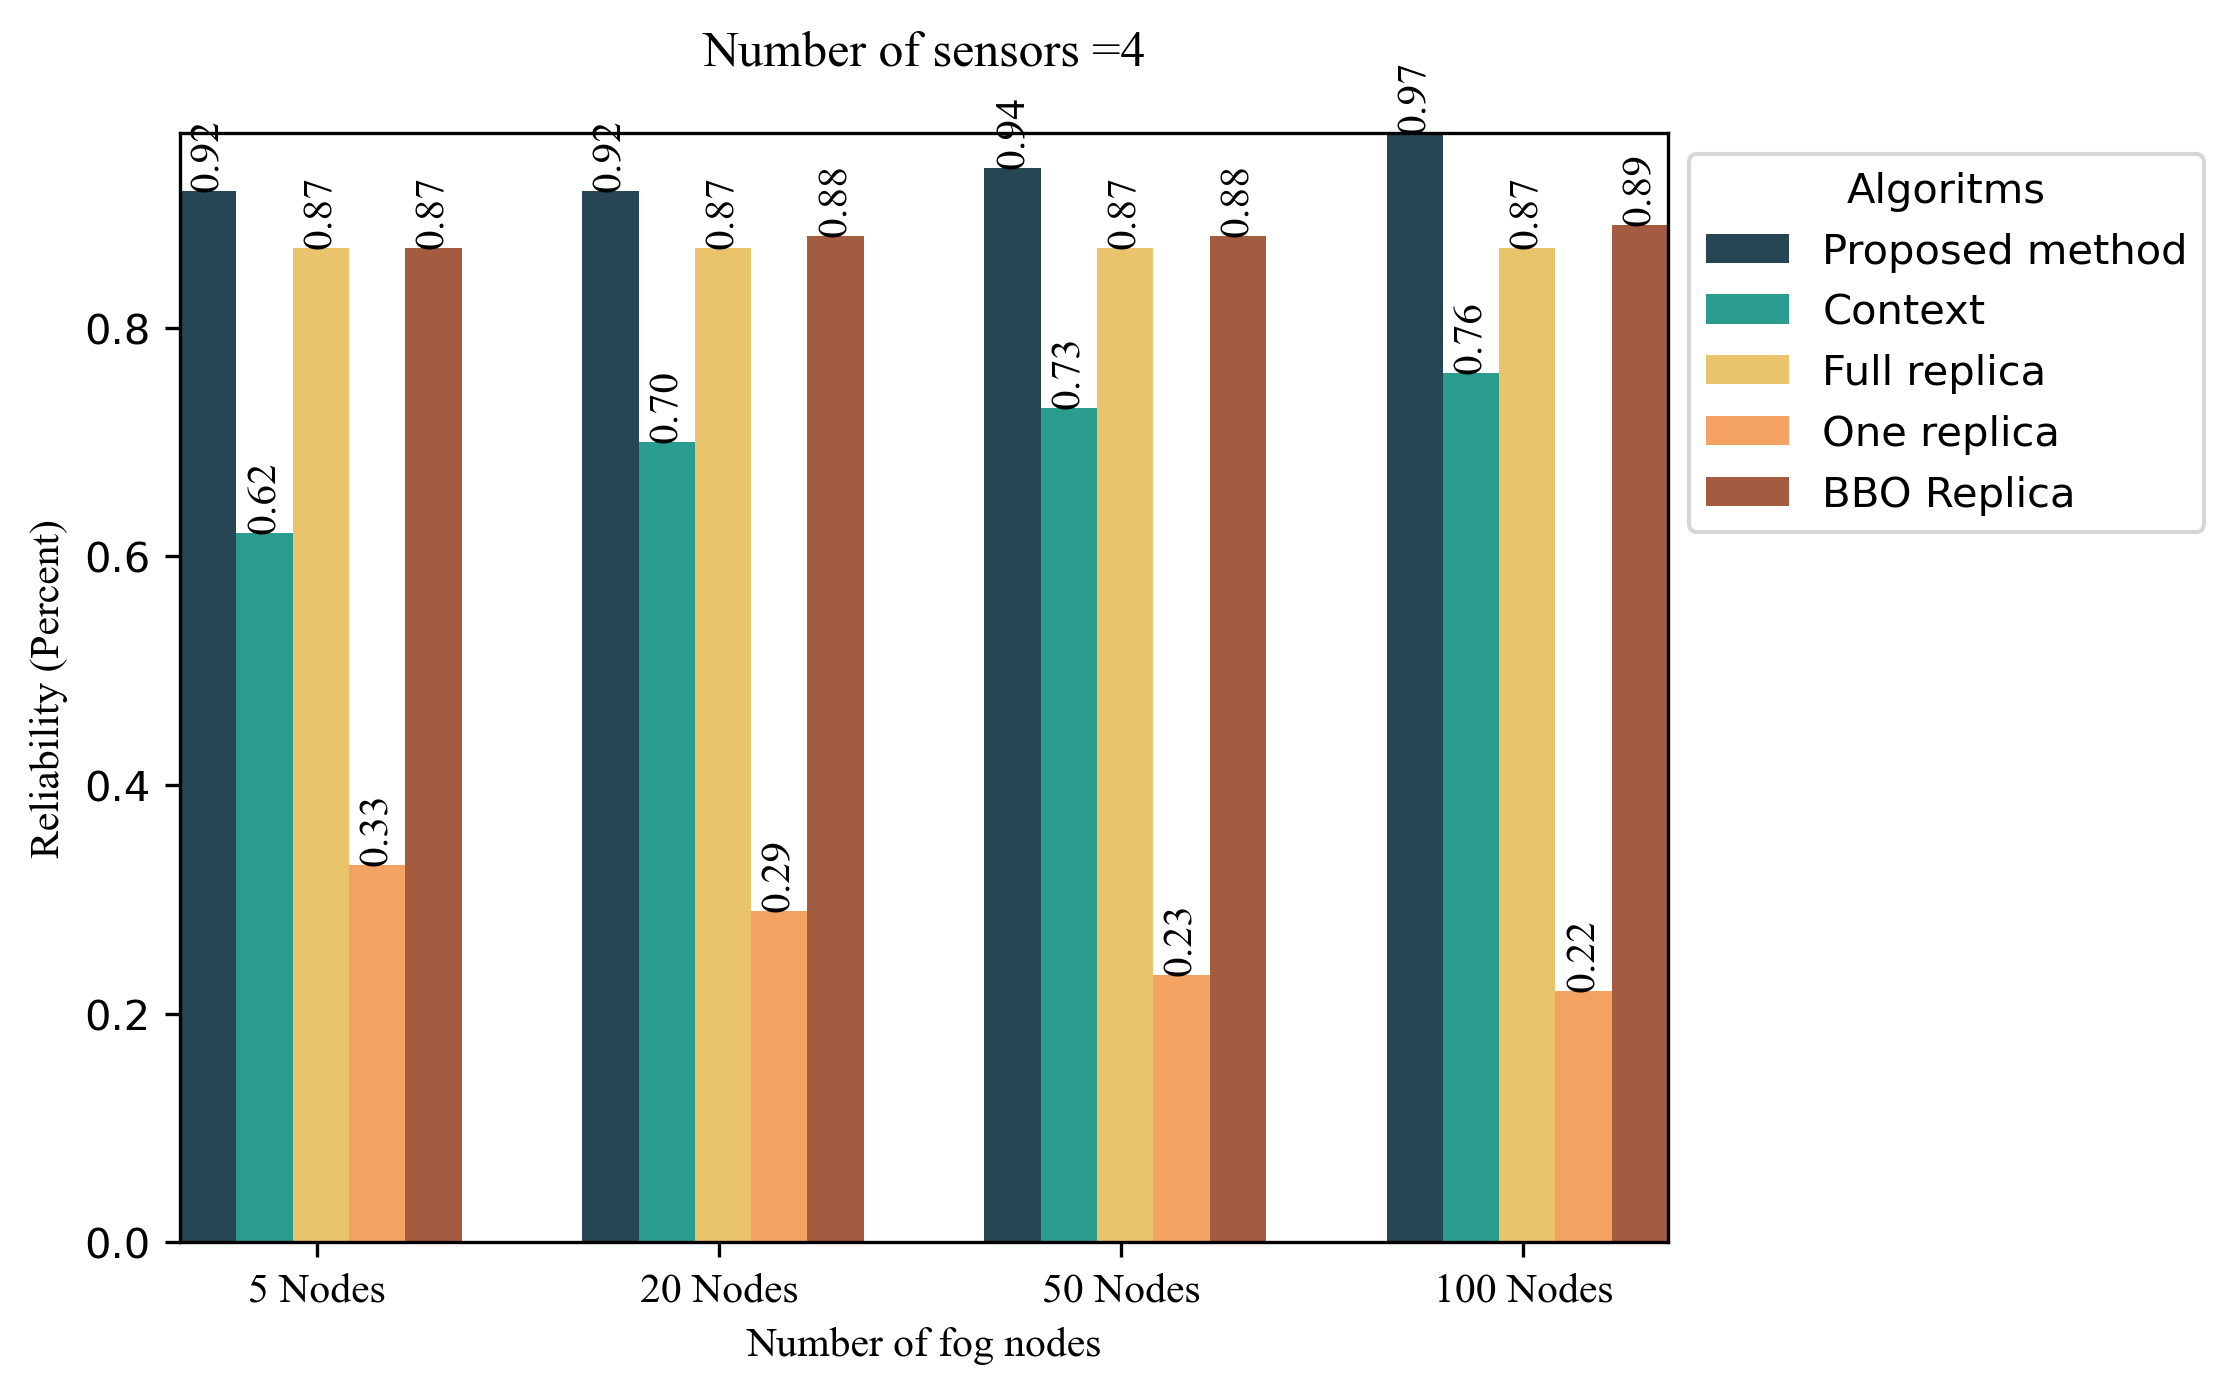 Number of sensors =4
0.92
0.62
0.87
0.33
0.87
0.92
0.70
0.87
0.29
0.88
0.94
0.73
0.87
0.23
0.88
0.97
0.76
0.87
0.22
0.89
Reliability (Percent)
0.8
0.6
0.4
0.2
0.0
5 Nodes
20 Nodes
50 Nodes
100 Nodes
Number of fog nodes
Algoritms
Proposed method
Context
Full replica
One replica
BBO Replica